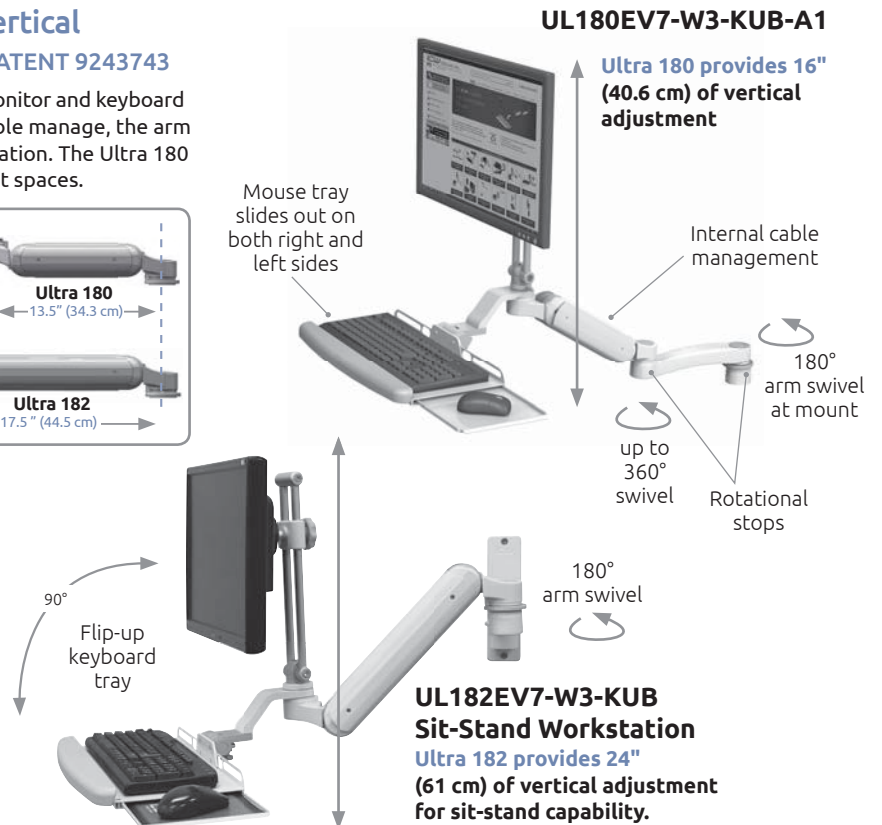 ertical
ATENT 9243743
onitor and keyboard
ble manage, the arm
ation. The Ultra 180
t spaces.
Ultra 180
13.5" (34.3 cm)
Ultra 182
17.5 " (44.5 cm)
UL180EV7-W3-KUB-A1
Ultra 180 provides 16"
(40.6 cm) of vertical
adjustment
Mouse tray
slides out on
both right and
left sides
Internal cable
management
180°
arm swivel
at mount
up to
360°
swivel
Rotational
stops
90°
Flip-up
keyboard
tray
180°
arm swivel
UL182EV7-W3-KUB
Sit-Stand Workstation
Ultra 182 provides 24"
(61 cm) of vertical adjustment
for sit-stand capability.